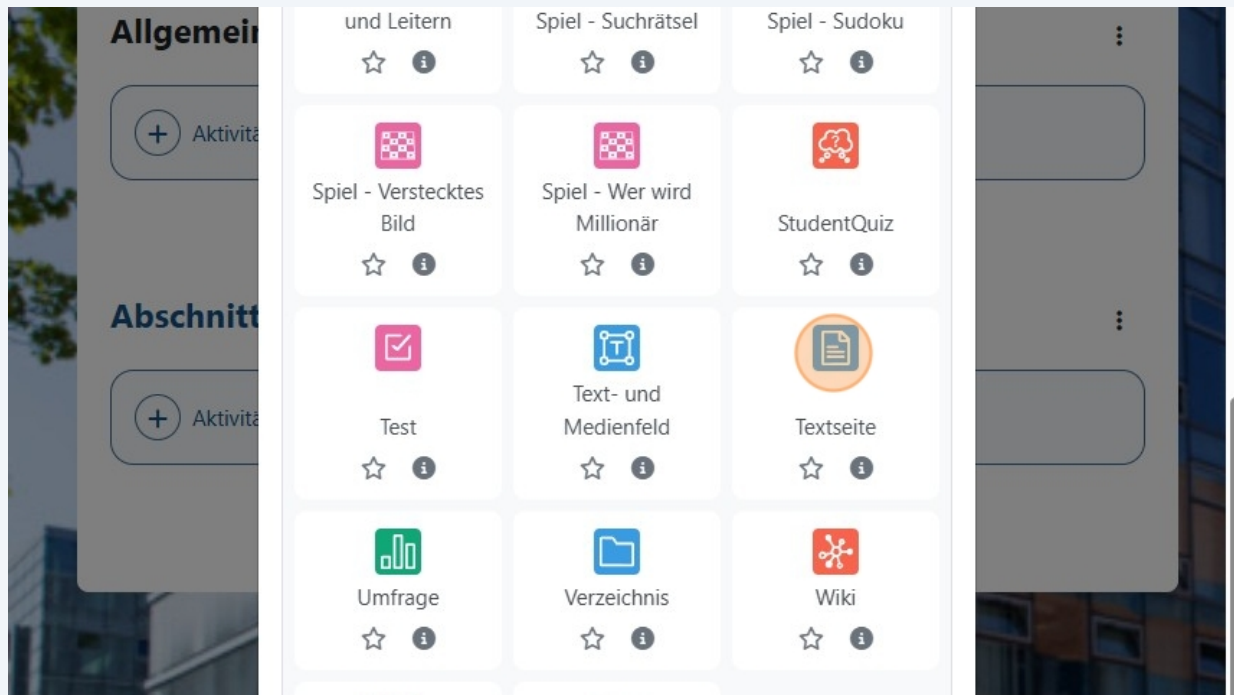 Allgemein
und Leitern
Spiel - Suchrätsel
Spiel - Sudoku
Aktivitä
Spiel - Verstecktes
Bild
Spiel - Wer wird
Millionär
StudentQuiz
Abschnitt
Aktivitä
Test
Text- und
Medienfeld
Textseite
Umfrage
Verzeichnis
Wiki